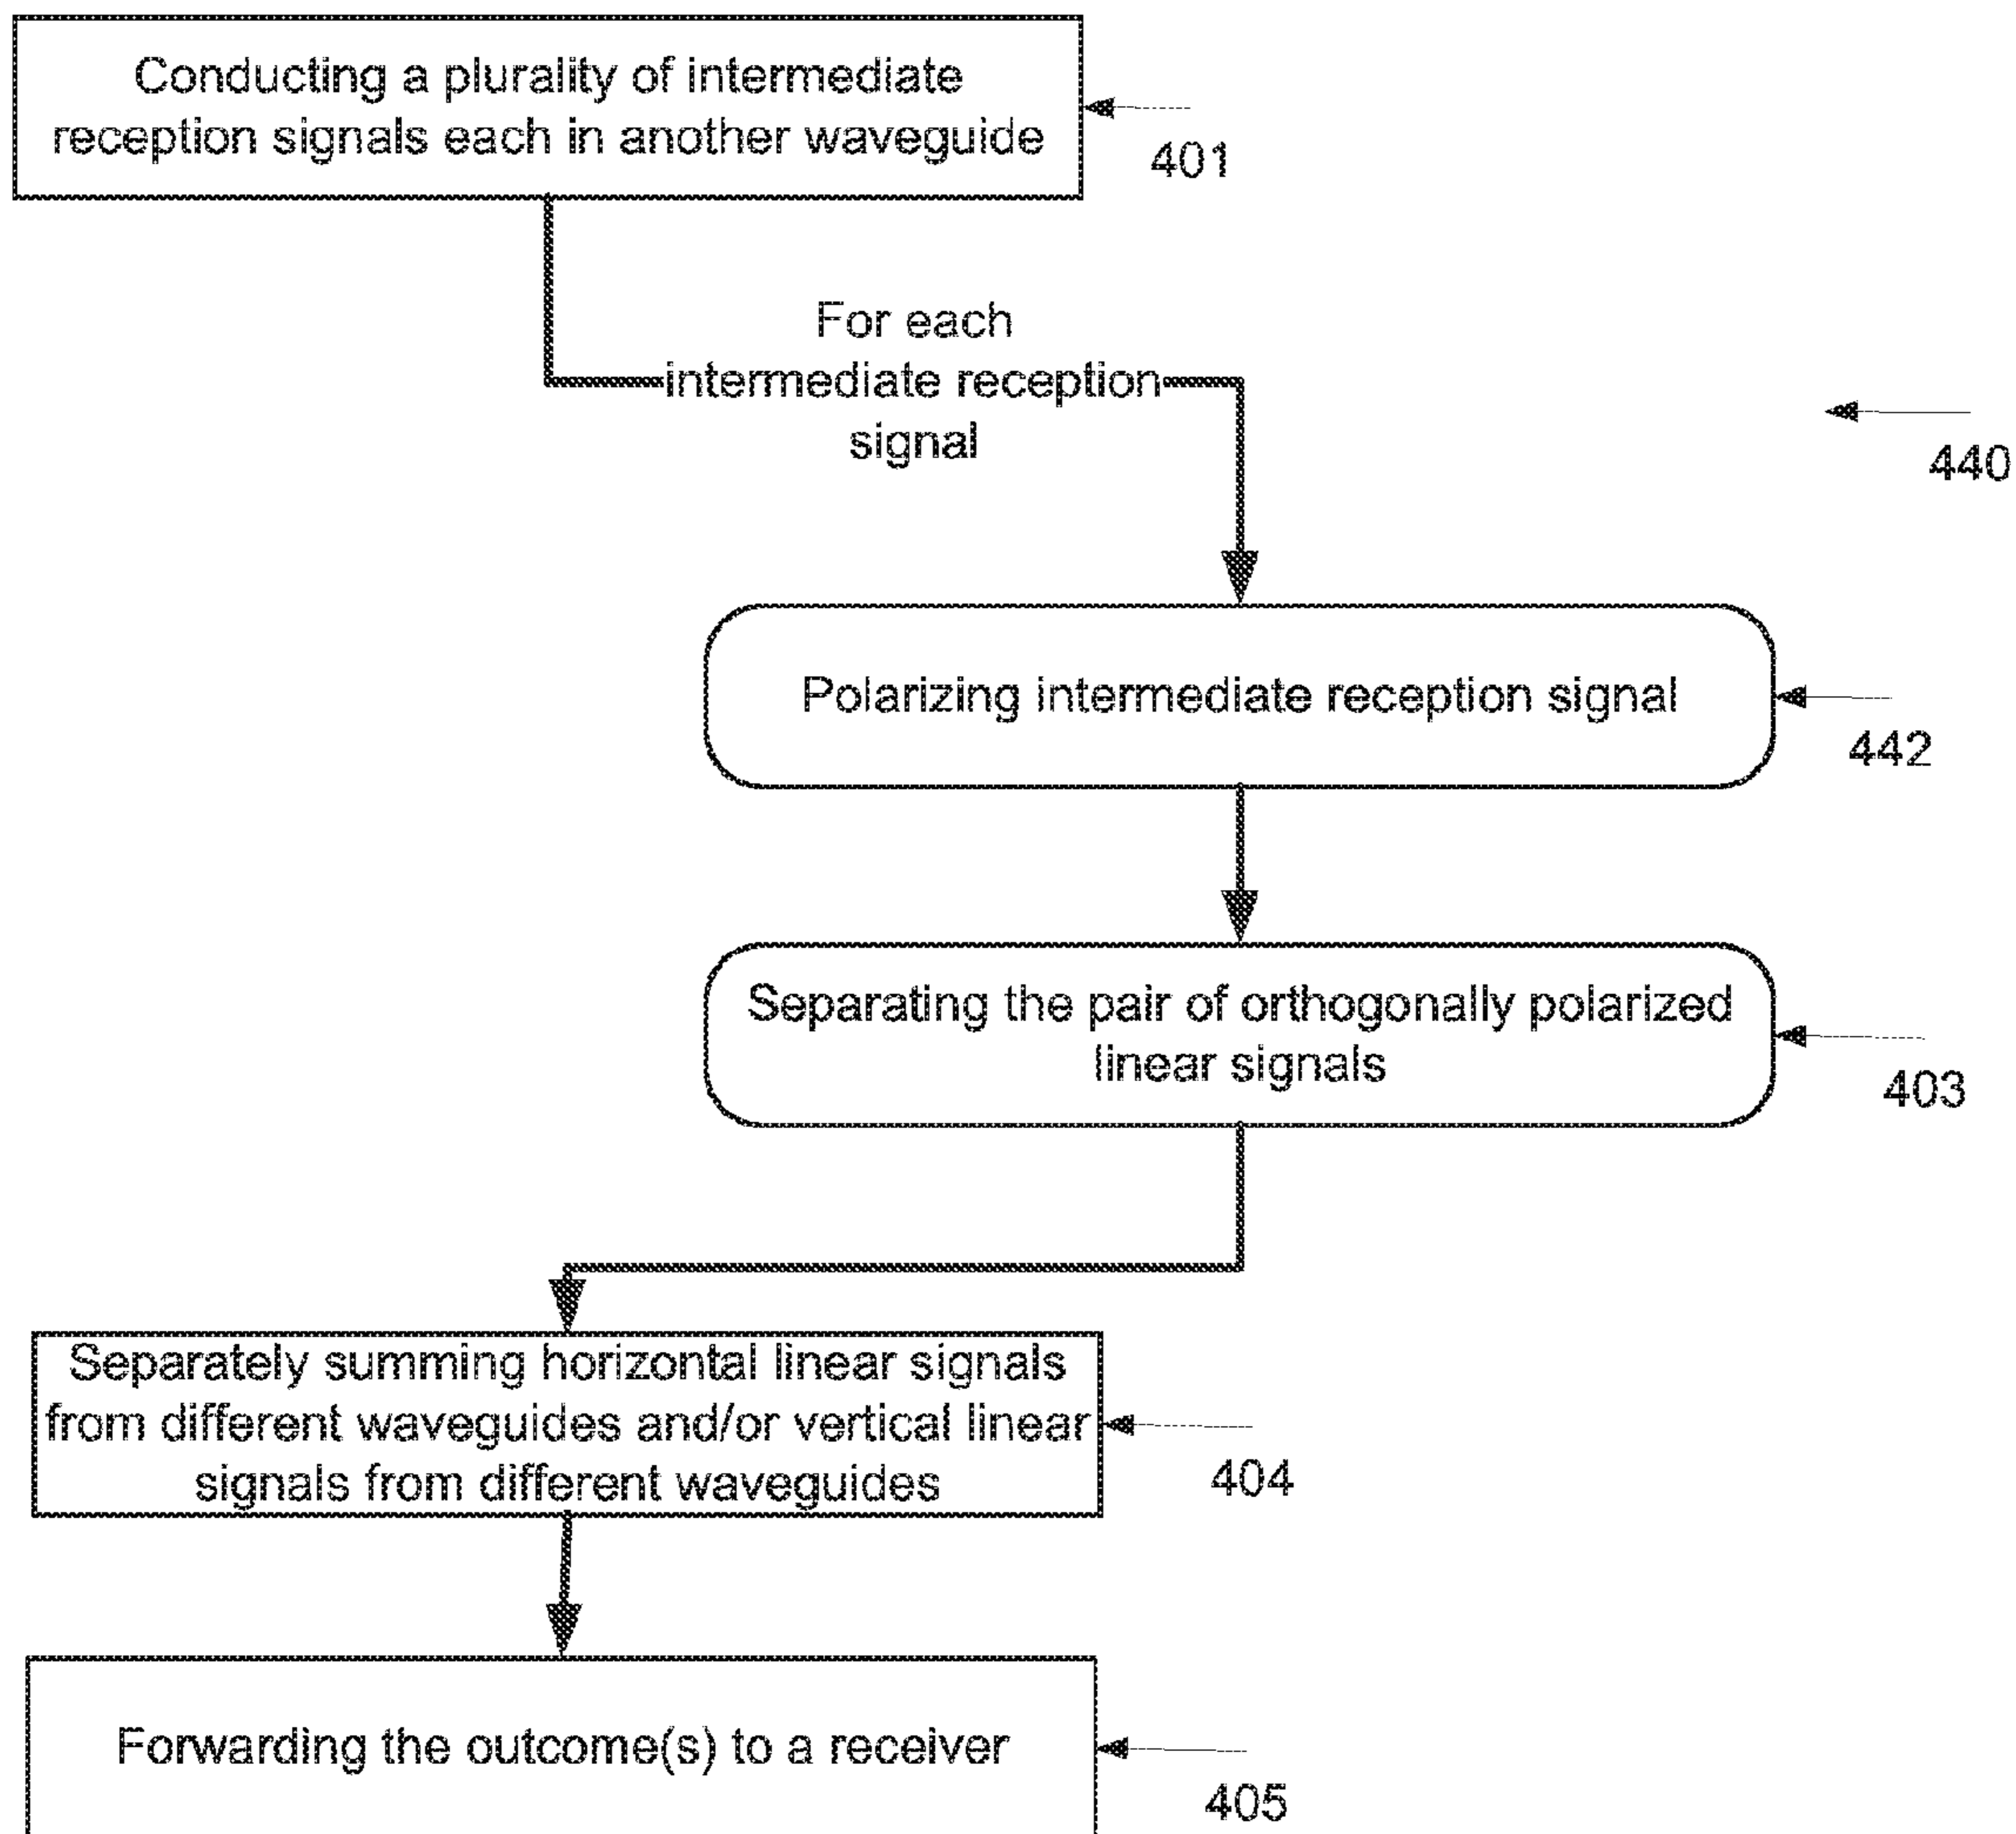 Conducting a plurality of intermediate
reception signals each in another waveguide
401
For each
intermediate reception
signal
440
Polarizing intermediate reception signal
442
Separating the pair of orthogonally polarized
linear signals
403
Separately summing horizontal linear signals
from different waveguides and/or vertical linear
signals from different waveguides
404
Forwarding the outcome(s) to a receiver
405